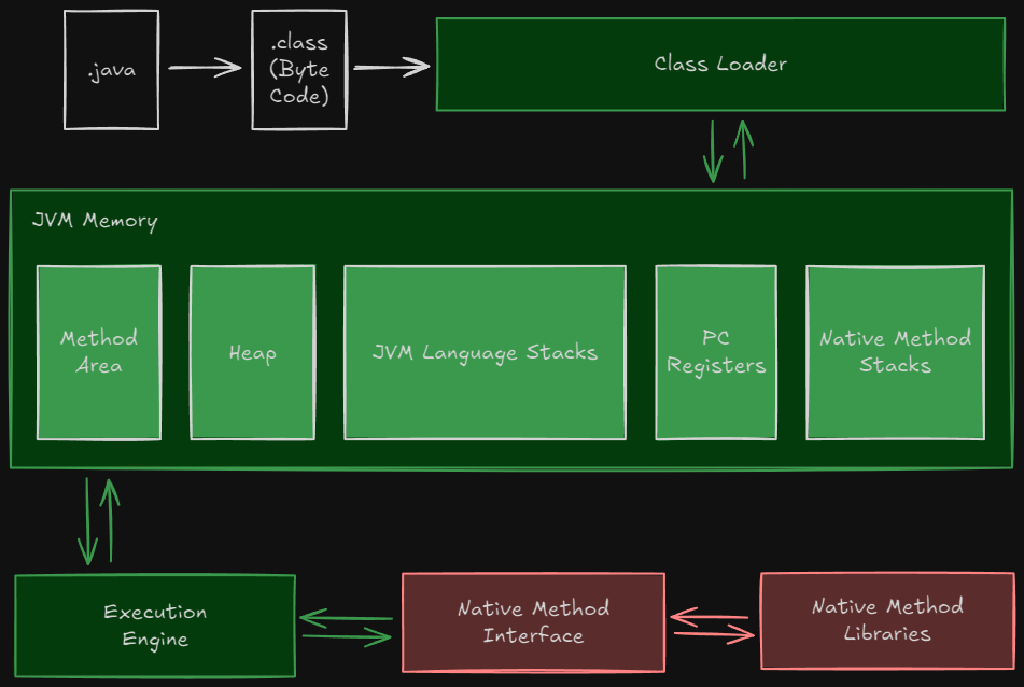 .java
.class
(Byte
Code)
Class Loader
JVM Memory
Method
Area
Heap
JVM Language Stacks
PC
Registers
Native Method
Stacks
Execution
Engine
Native Method
Interface
Native Method
Libraries